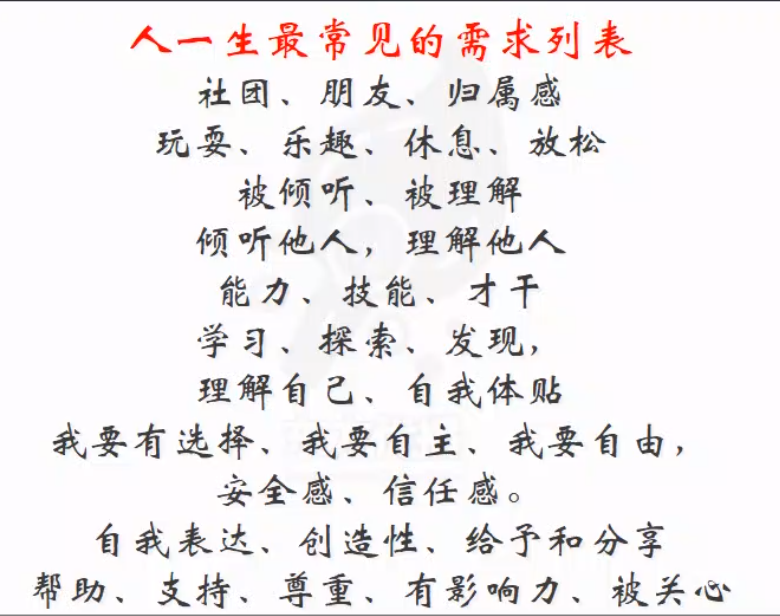 人一生最常见的需求列表
社团、朋友、归属感
玩耍、乐趣、休息、放松
被倾听、被理解
倾听他人，理解他人
能力、技能、才干
学习、探索、发现，
理解自己、自我体贴
我要有选择、我要自主、我要自由，
安全感、信任感。
自我表达、创造性、给予和分享
帮助、支持、尊重、有影响力、被关心